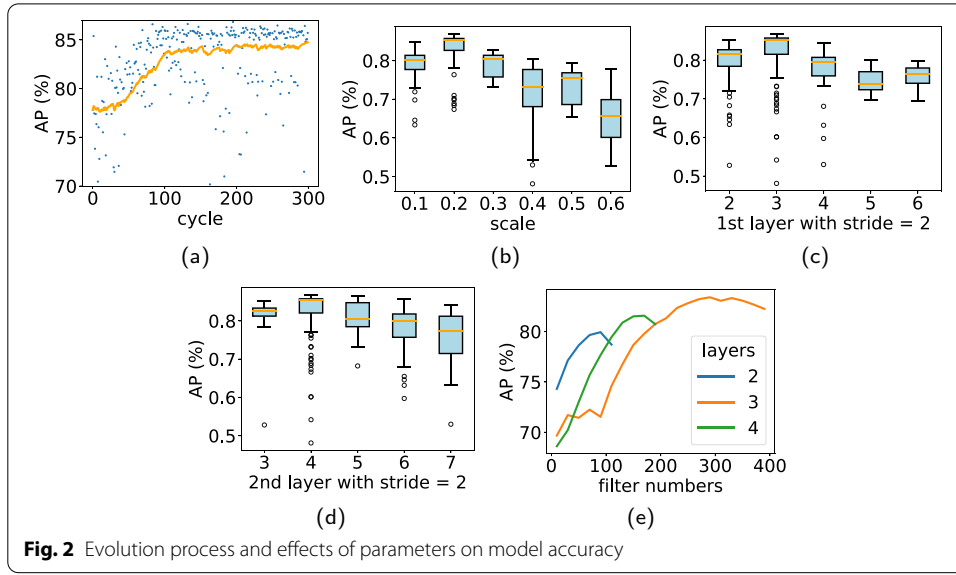 85
80
75
70
AP (%)
0
100
200
300
cycle
(a)
0.8
0.7
0.6
0.5
AP (%)
0.1 0.2 0.3 0.4 0.5 0.6
scale
(b)
0.8
0.7
0.6
0.5
AP (%)
2 3 4 5 6
1st layer with stride = 2
(c)
0.8
0.7
0.6
0.5
AP (%)
3 4 5 6 7
2nd layer with stride = 2
(d)
80
75
70
AP (%)
layers
2
3
4
0 100 200 300 400
filter numbers
(e)
Fig. 2 Evolution process and effects of parameters on model accuracy